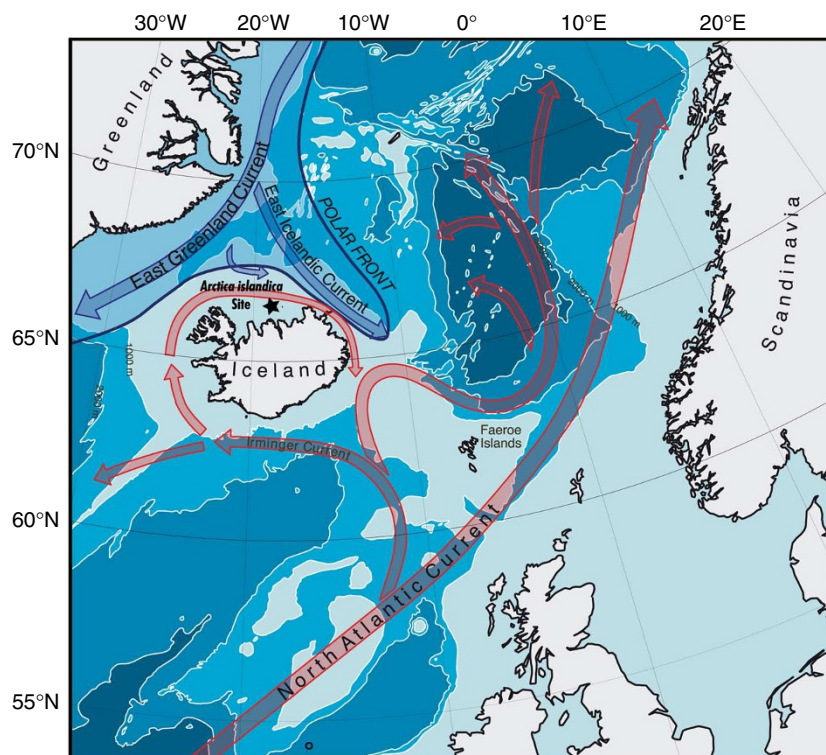 30°W 20°W 10°W 0° 10°E 20°E
70°N
65°N
60°N
55°N
Greenland
East Greenland Current
East Icelandic Current
POLAR FRONT
Arctica islandica
Site
Iceland
1000 m
Irminger Current
Faeroe
Islands
North Atlantic Current
1000 m
Scandinavia